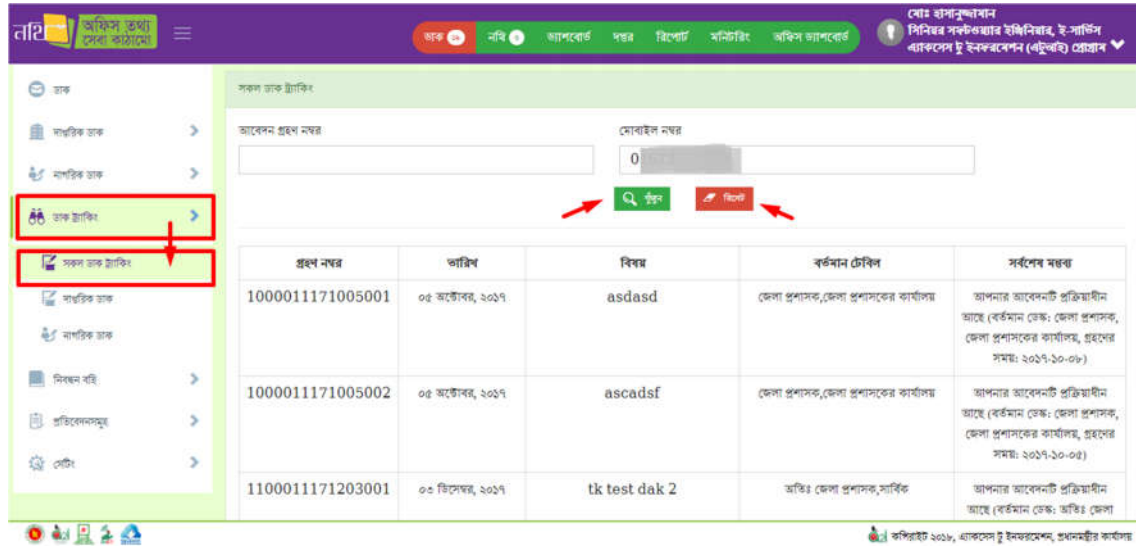 নথি অফিস তথ্য
সেবা কাঠামো
ডাক ১৯ নথি ০ ড্যাশবোর্ড দপ্তর রিপোর্ট মনিটরিং অফিস ড্যাশবোর্ড
মোঃ হাসানুজ্জামান
সিনিয়র সফটওয়্যার ইঞ্জিনিয়ার, ই-সার্ভিস
এ্যাকসেস টু ইনফরমেশন (এটুআই) প্রোগ্রাম
ডাক
দাপ্তরিক ডাক
নাগরিক ডাক
ডাক ট্র্যাকিং
সকল ডাক ট্র্যাকিং
দাপ্তরিক ডাক
নাগরিক ডাক
নিবন্ধন বহি
প্রতিবেদনসমূহ
সেটিং
সকল ডাক ট্র্যাকিং
আবেদন গ্রহণ নম্বর মোবাইল নম্বর
0
খুঁজুন রিসেট
গ্রহণ নম্বর তারিখ বিষয় বর্তমান টেবিল সর্বশেষ মন্তব্য
1000011171005001 ০৫ অক্টোবর, ২০১৭ asdasd জেলা প্রশাসক,জেলা প্রশাসকের কার্যালয় আপনার আবেদনটি প্রক্রিয়াধীন
আছে (বর্তমান ডেস্ক: জেলা প্রশাসক,
জেলা প্রশাসকের কার্যালয়, গ্রহণের
সময়: ২০১৭-১০-০৮)
1000011171005002 ০৫ অক্টোবর, ২০১৭ ascadsf জেলা প্রশাসক,জেলা প্রশাসকের কার্যালয় আপনার আবেদনটি প্রক্রিয়াধীন
আছে (বর্তমান ডেস্ক: জেলা প্রশাসক,
জেলা প্রশাসকের কার্যালয়, গ্রহণের
সময়: ২০১৭-১০-০৫)
1100011171203001 ০৩ ডিসেম্বর, ২০১৭ tk test dak 2 অতিঃ জেলা প্রশাসক,সার্বিক আপনার আবেদনটি প্রক্রিয়াধীন
আছে (বর্তমান ডেস্ক: অতিঃ জেলা
কপিরাইট ২০১৮, এ্যাকসেস টু ইনফরমেশন, প্রধানমন্ত্রীর কার্যালয়